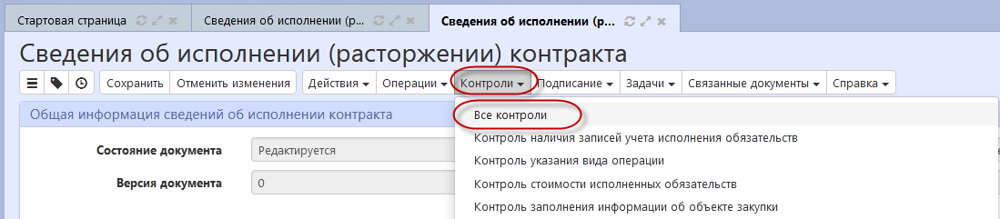 Стартовая страница Сведения об исполнении (р... Сведения об исполнении (р...
Сведения об исполнении (расторжении) контракта
Сохранить Отменить изменения Действия Операции Контроли Подписание Задачи Связанные документы Справка
Общая информация сведений об исполнении контракта
Все контроли
Состояние документа Редактируется
Контроль наличия записей учета исполнения обязательств
Контроль указания вида операции
Версия документа 0
Контроль стоимости исполненных обязательств
Контроль заполнения информации об объекте закупки